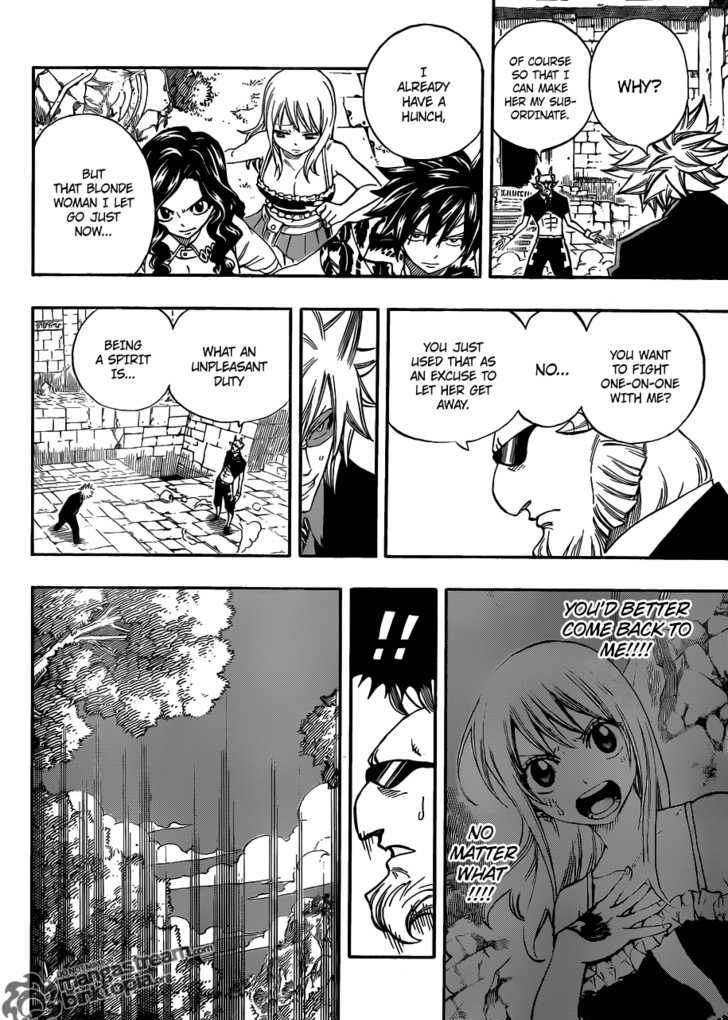 WHY?
OF COURSE
SO THAT I
CAN MAKE
HER MY SUB-
ORDINATE.
I
ALREADY
HAVE A
HUNCH,
BUT
THAT BLONDE
WOMAN I LET
GO JUST
NOW...
YOU WANT
TO FIGHT
ONE-ON-ONE
WITH ME?
NO...
YOU JUST
USED THAT AS
AN EXCUSE TO
LET HER GET
AWAY.
WHAT AN
UNPLEASANT
DUTY
BEING
A SPIRIT
IS...
YOU'D BETTER
COME BACK TO
ME!!!!
NO
MATTER
WHAT
!!!!
!!
mangastream.com